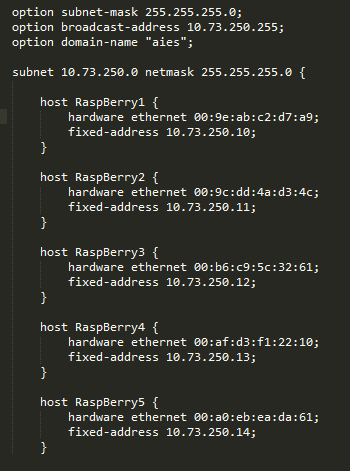 option subnet-mask 255.255.255.0;
option broadcast-address 10.73.250.255;
option domain-name "aies";
subnet 10.73.250.0 netmask 255.255.255.0 {
host RaspBerry1 {
hardware ethernet 00:9e:ab:c2:d7:a9;
fixed-address 10.73.250.10;
}
host RaspBerry2 {
hardware ethernet 00:9c:dd:4a:d3:4c;
fixed-address 10.73.250.11;
}
host RaspBerry3 {
hardware ethernet 00:b6:c9:5c:32:61;
fixed-address 10.73.250.12;
}
host RaspBerry4 {
hardware ethernet 00:af:d3:f1:22:10;
fixed-address 10.73.250.13;
}
host RaspBerry5 {
hardware ethernet 00:a0:eb:ea:da:61;
fixed-address 10.73.250.14;
}